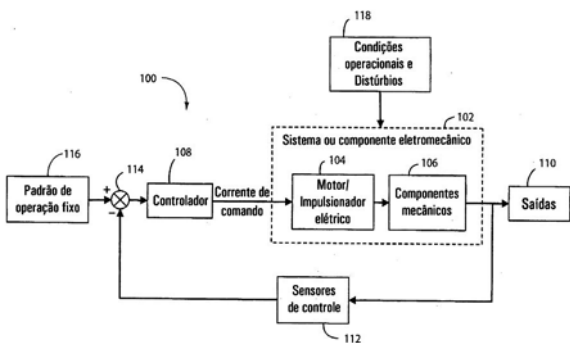 118
Condições
operacionais e
Distúrbios
100
102
Sistema ou componente eletromecânico
116
Padrão de
operação fixo
+
114
−
108
Controlador
Corrente de
comando
104
Motor/
Impulsionador
elétrico
106
Componentes
mecânicos
110
Saídas
Sensores
de controle
112